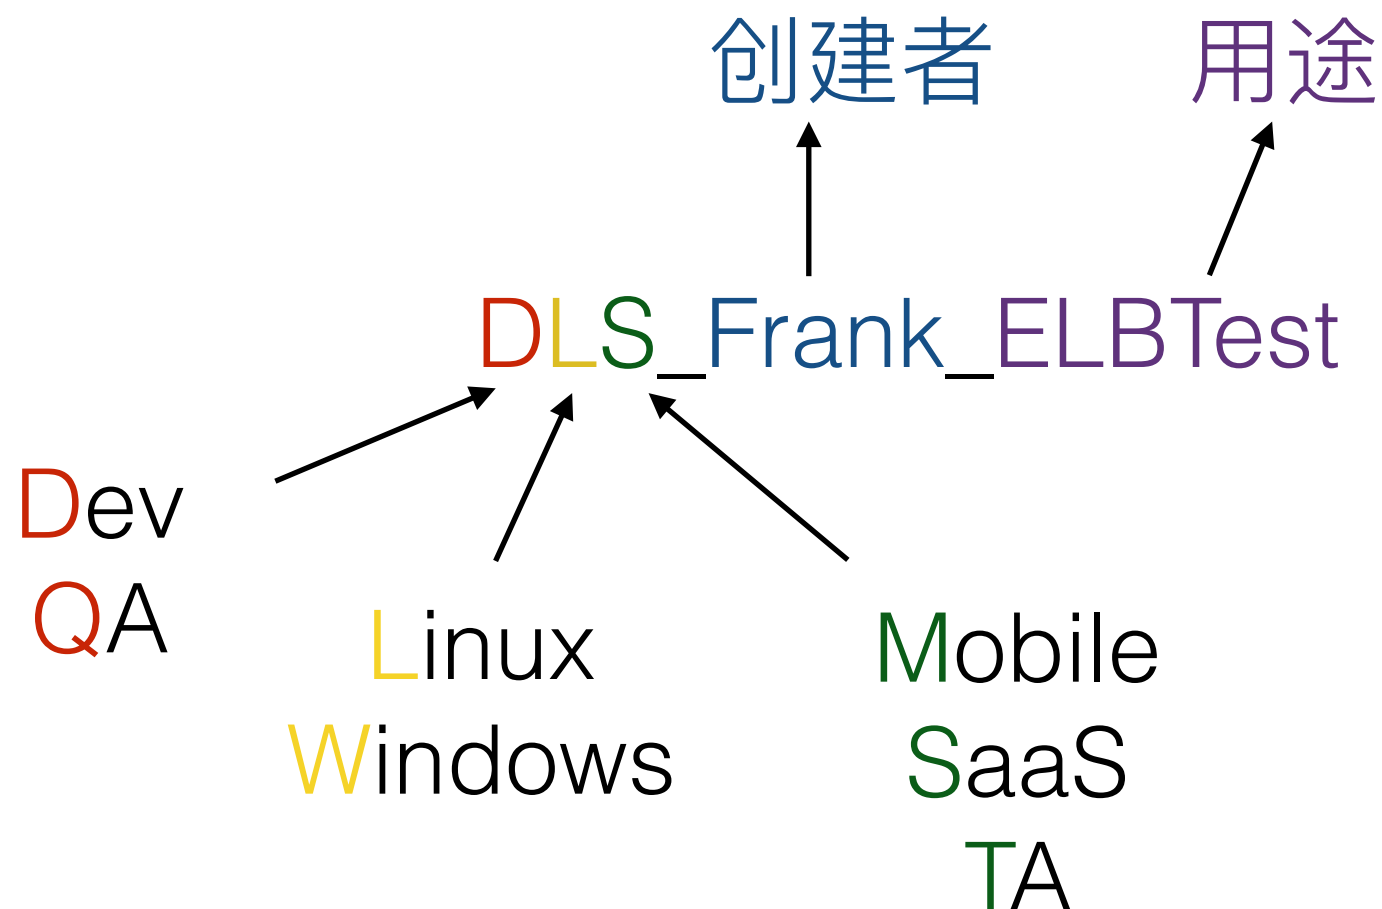 创建者
用途
DLS_Frank_ELBTest
Dev
QA
Linux
Windows
Mobile
SaaS
TA